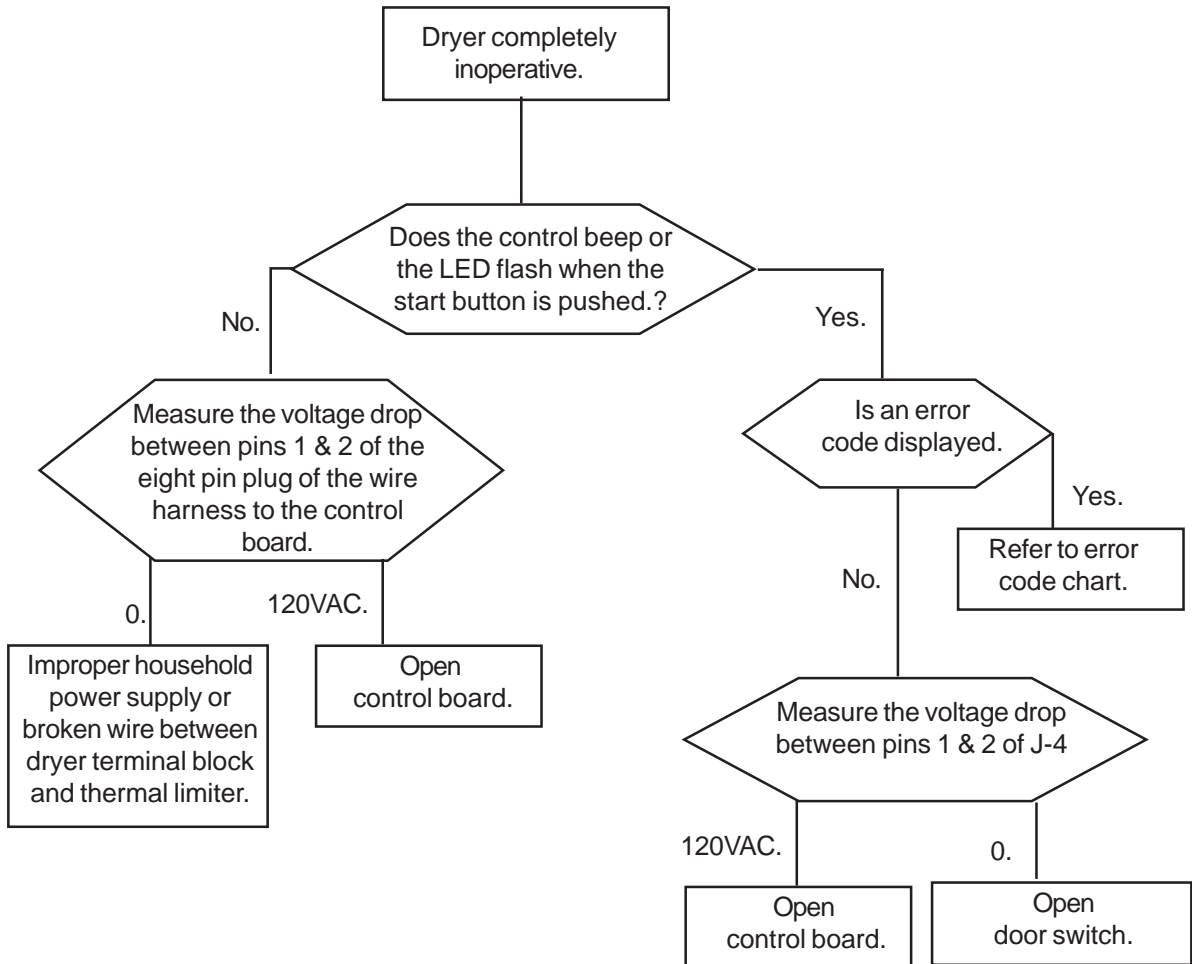 Dryer completely
inoperative.
Does the control beep or
the LED flash when the
start button is pushed.?
No.
Yes.
Measure the voltage drop
between pins 1 & 2 of the
eight pin plug of the wire
harness to the control
board.
Is an error
code displayed.
Yes.
Refer to error
code chart.
No.
0.
120VAC.
Improper household
power supply or
broken wire between
dryer terminal block
and thermal limiter.
Open
control board.
Measure the voltage drop
between pins 1 & 2 of J-4
120VAC.
0.
Open
control board.
Open
door switch.